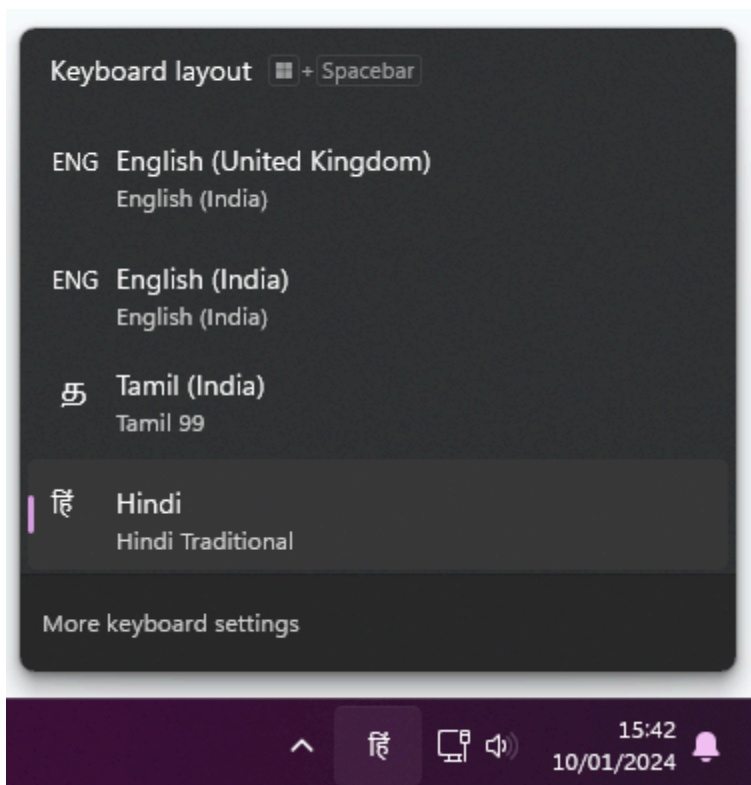 Keyboard layout + Spacebar
ENG English (United Kingdom)
English (India)
ENG English (India)
English (India)
த Tamil (India)
Tamil 99
हिं Hindi
Hindi Traditional
More keyboard settings
हिं 15:42
10/01/2024